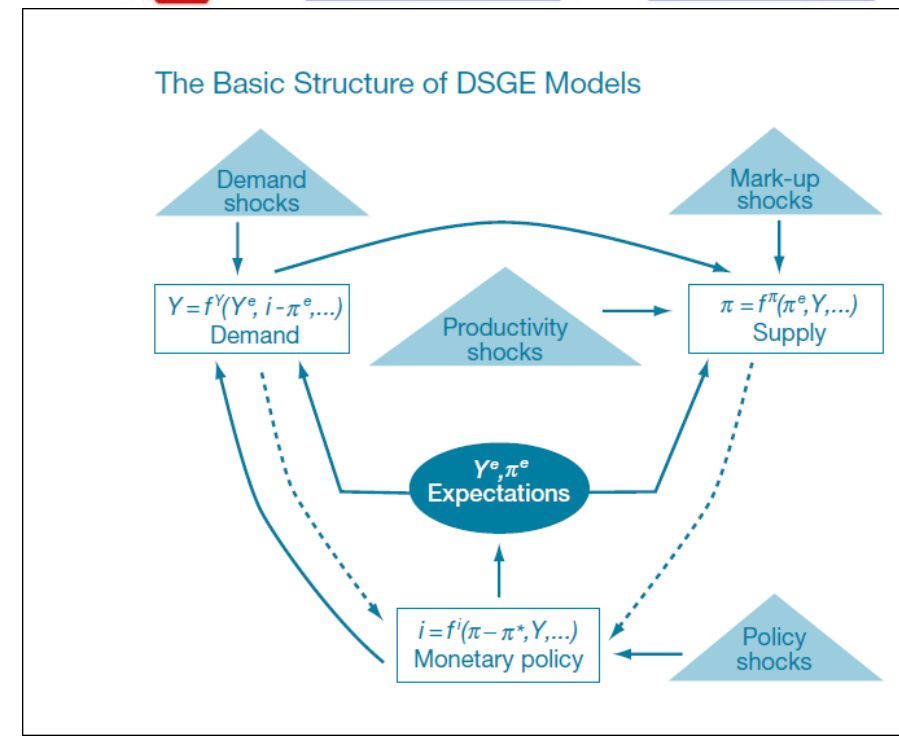 The Basic Structure of DSGE Models
Demand
shocks
Mark-up
shocks
Y = f^Y(Y^e, i - π^e,...)
Demand
Productivity
shocks
π = f^π(π^e,Y,...)
Supply
Y^e,π^e
Expectations
i = f^i(π – π*,Y,...)
Monetary policy
Policy
shocks